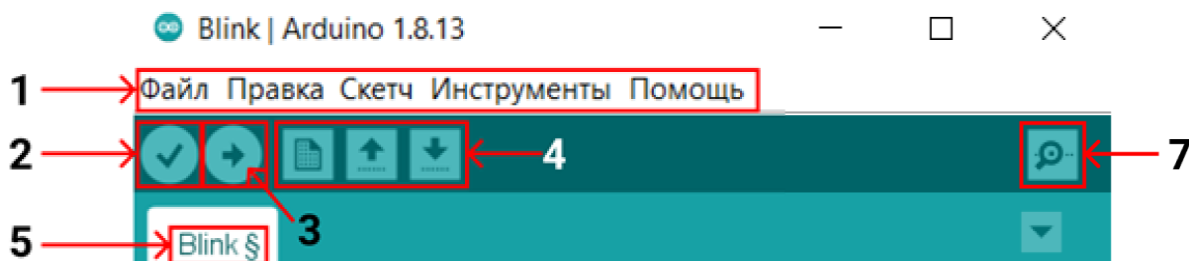 Blink | Arduino 1.8.13
1 Файл Правка Скетч Инструменты Помощь
2 4 7
3
5 Blink §